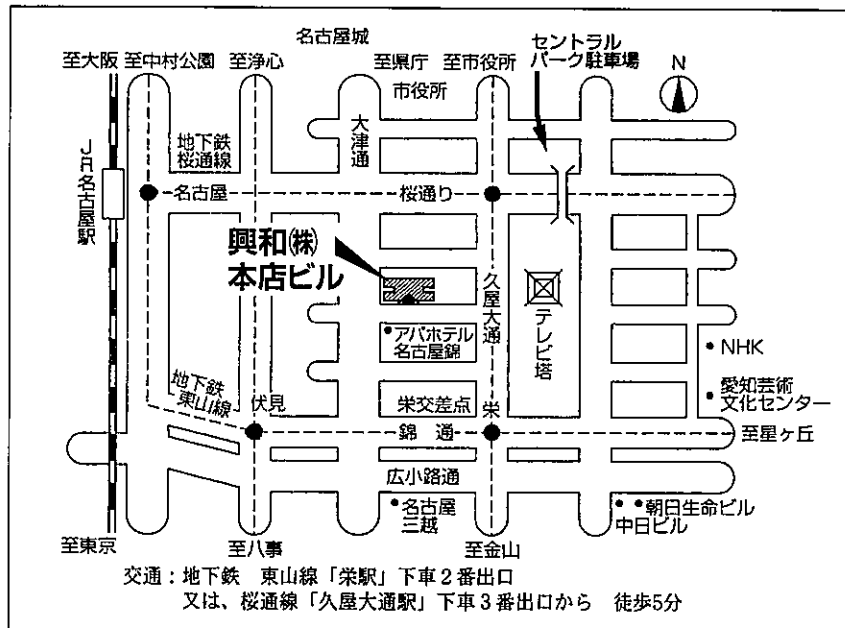 名古屋城
セントラル
パーク駐車場
至大阪
至中村公園
至浄心
至県庁
至市役所
市役所
N
地下鉄
桜通線
大津通
JR名古屋駅
名古屋
桜通り
興和㈱
本店ビル
久屋大通
テレビ塔
アパホテル
名古屋錦
NHK
地下鉄
東山線
愛知芸術
文化センター
伏見
栄交差点
栄
錦通
至星ヶ丘
広小路通
名古屋
三越
朝日生命ビル
中日ビル
至東京
至八事
至金山
交通：地下鉄 東山線「栄駅」下車2番出口
又は、桜通線「久屋大通駅」下車3番出口から 徒歩5分